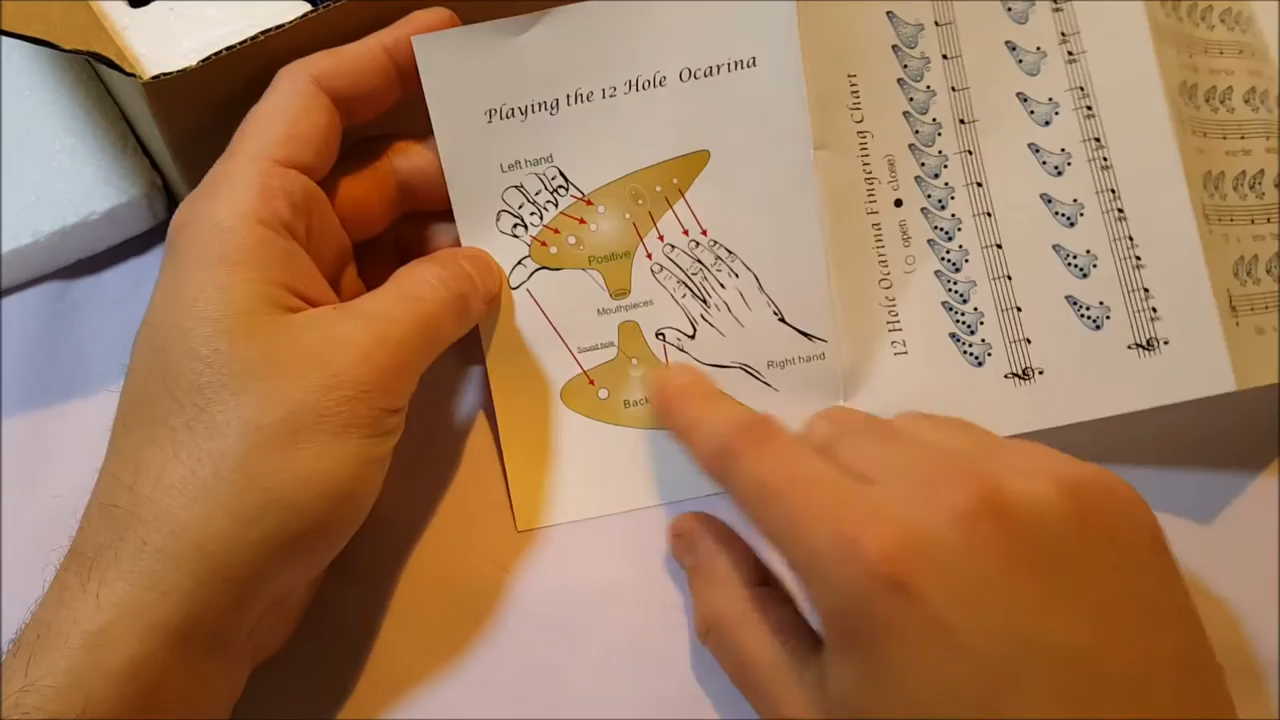 Playing the 12 Hole Ocarina
Left hand
Positive
Mouthpieces
Sound hole
Right hand
Back
12 Hole Ocarina Fingering Chart
(○ open ● close)